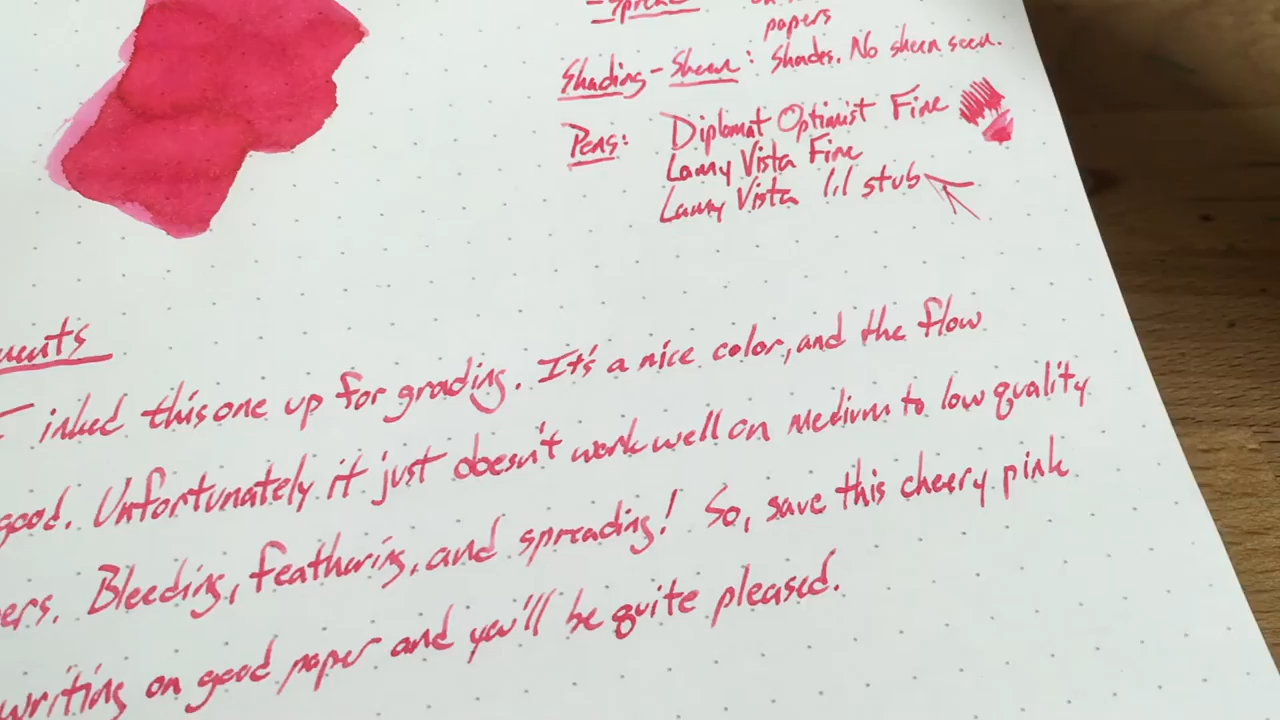 -Spread
papers
Shading-Sheen: Shades. No sheen seen.
Pens: Diplomat Optimist Fine
Lamy Vista Fine
Lamy Vista 1.1 stub
ments
I inked this one up for grading. It's a nice color, and the flow
good. Unfortunately it just doesn't work well on medium to low quality
ers. Bleeding, feathering, and spreading! So, save this cheery pink
writing on good paper and you'll be quite pleased.